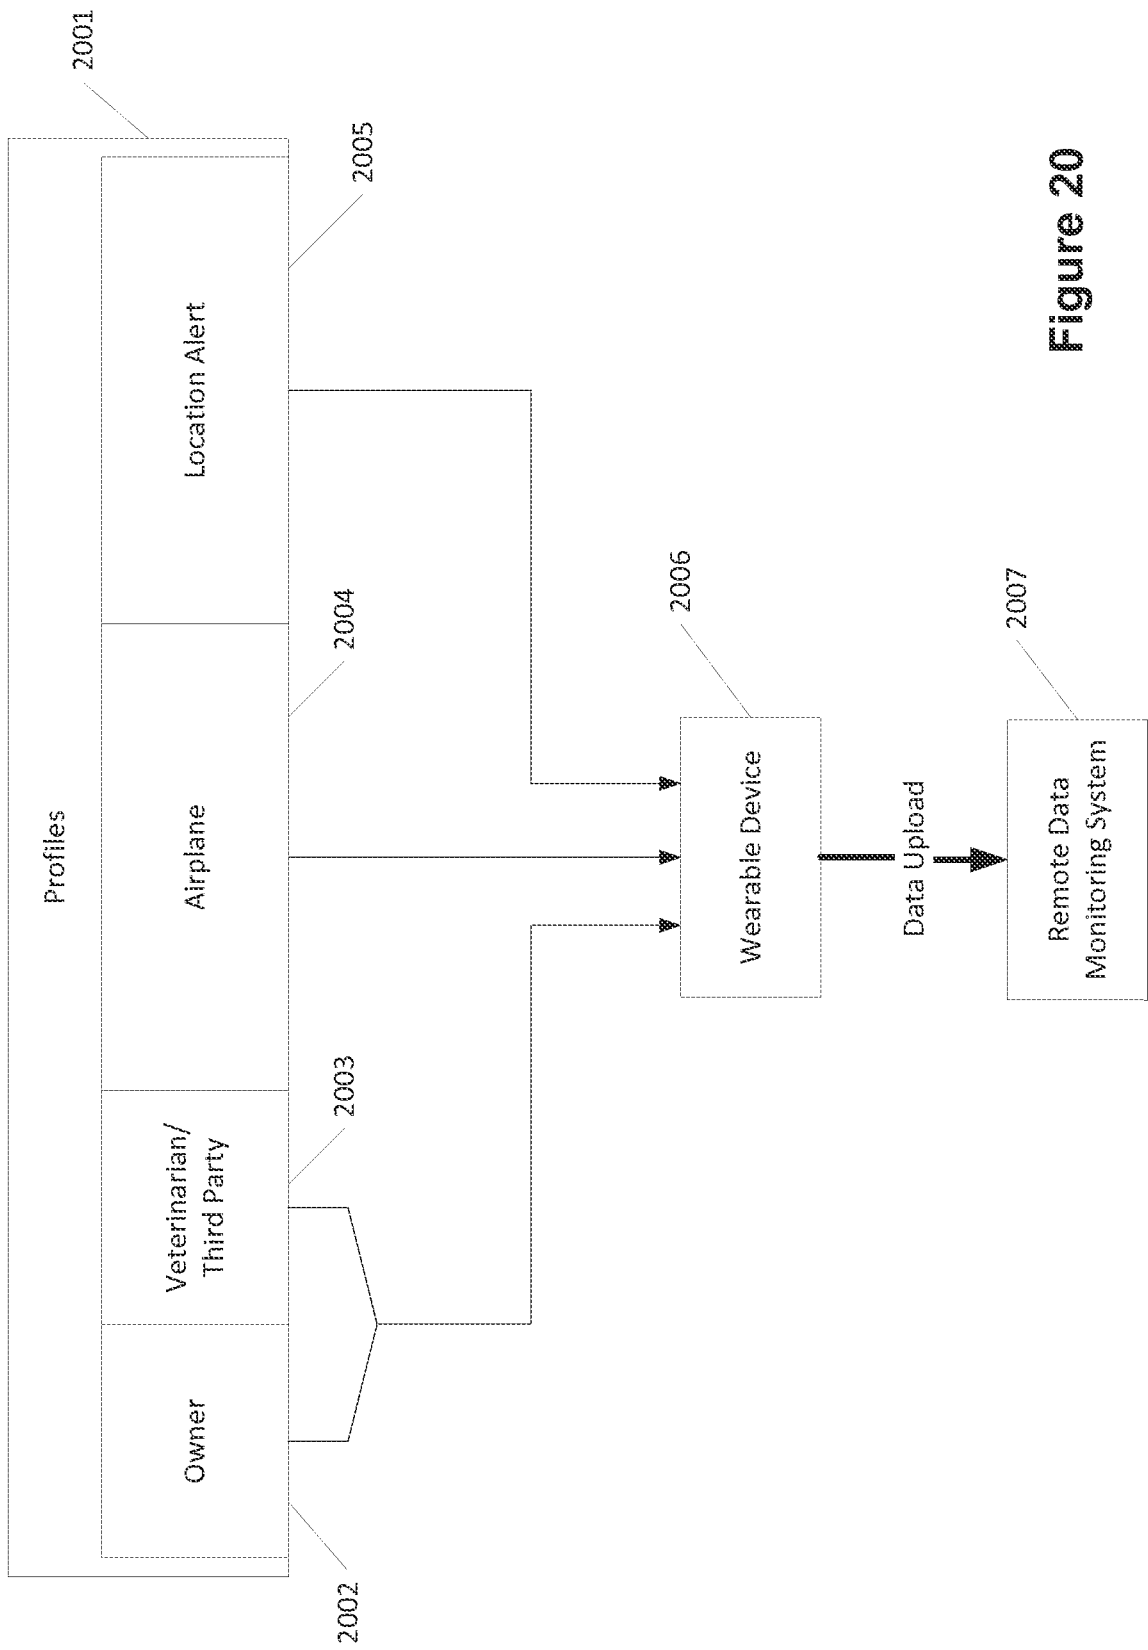 Profiles
2001
Owner
Veterinarian/
Third Party
Airplane
Location Alert
2002
2003
2004
2005
Wearable Device
2006
Data Upload
Remote Data
Monitoring System
2007
Figure 20